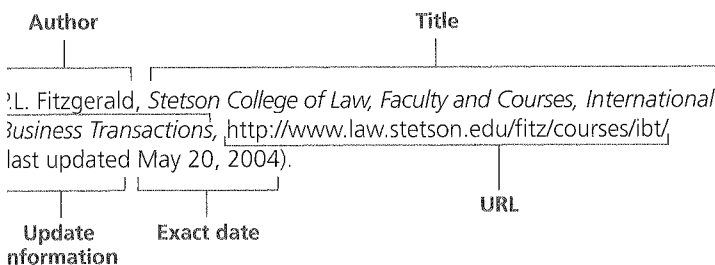 Author Title
.L. Fitzgerald, Stetson College of Law, Faculty and Courses, International
Business Transactions, http://www.law.stetson.edu/fitz/courses/ibt/
last updated May 20, 2004).
URL
Update Exact date
nformation